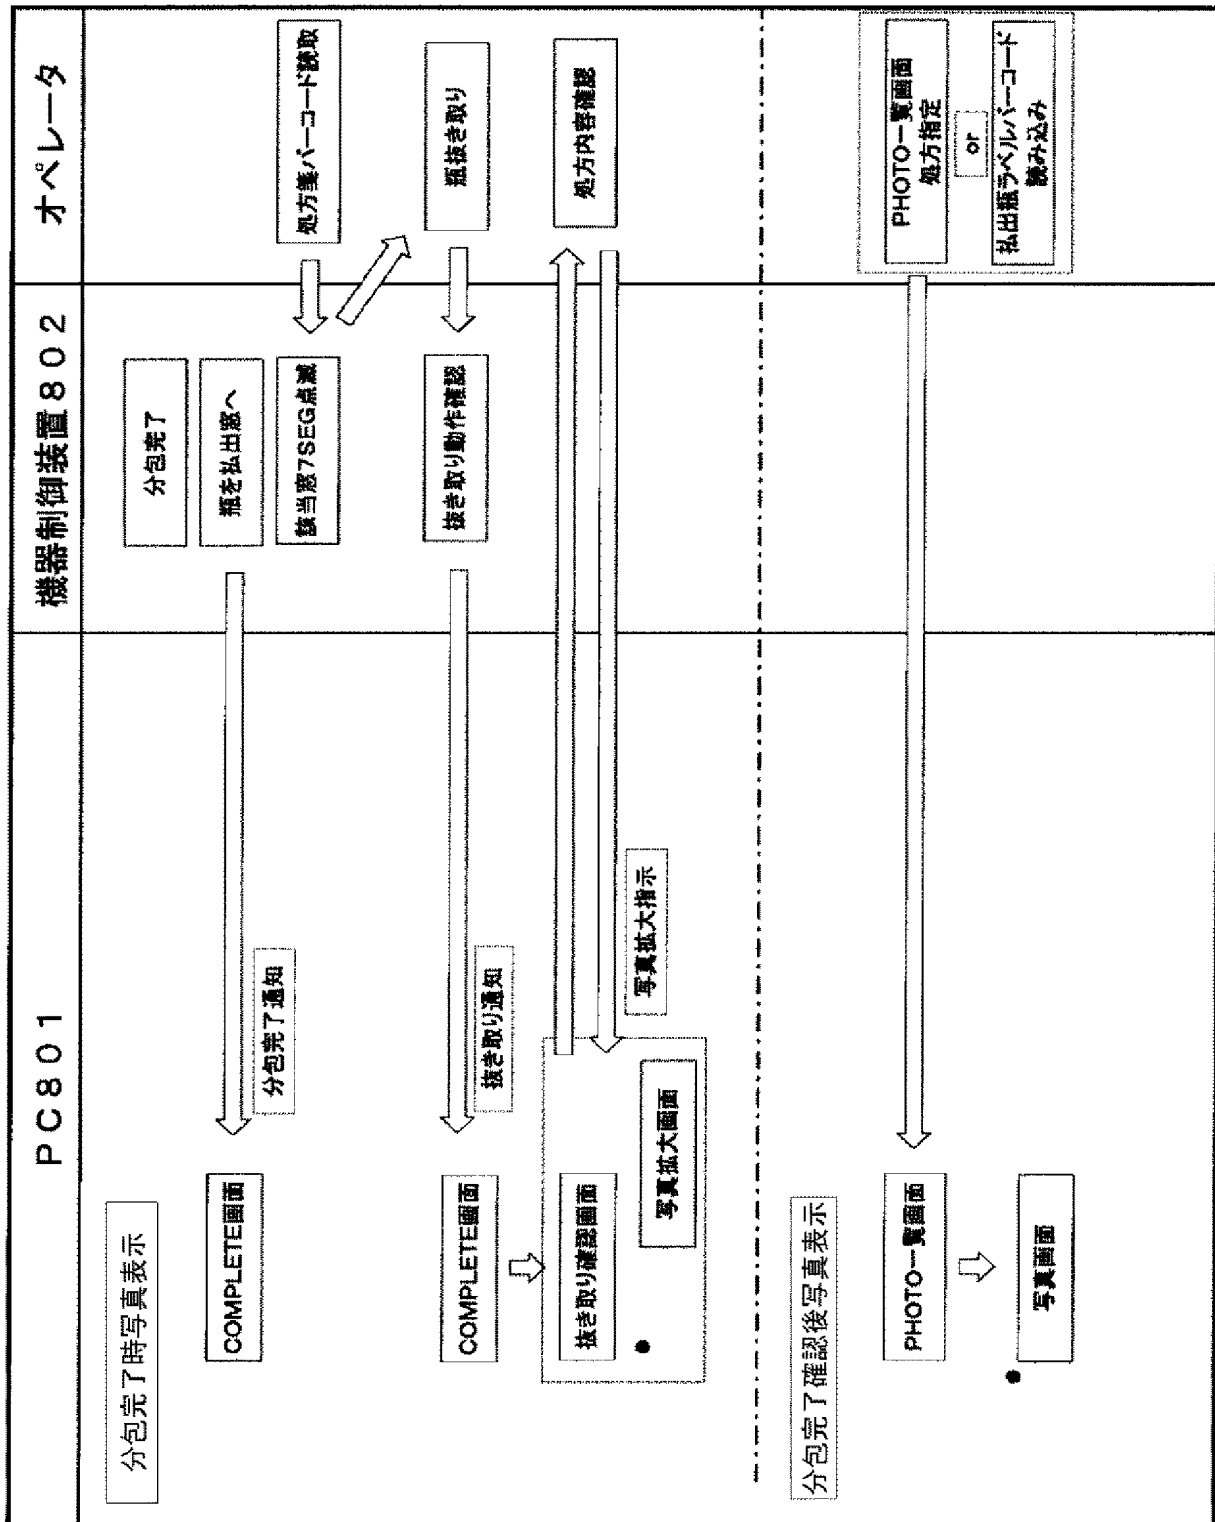 PC801
機器制御装置802
オペレータ
分包完了時写真表示
分包完了
瓶を払出窓へ
COMPLETE画面
分包完了通知
該当窓7SEG点滅
処方箋バーコード読取
瓶抜き取り
抜き取り動作確認
COMPLETE画面
抜き取り通知
抜き取り確認画面
処方内容確認
写真拡大指示
写真拡大画面
分包完了確認後写真表示
PHOTO一覧画面
PHOTO一覧画面
処方指定
or
払出瓶ラベルバーコード
読み込み
写真画面